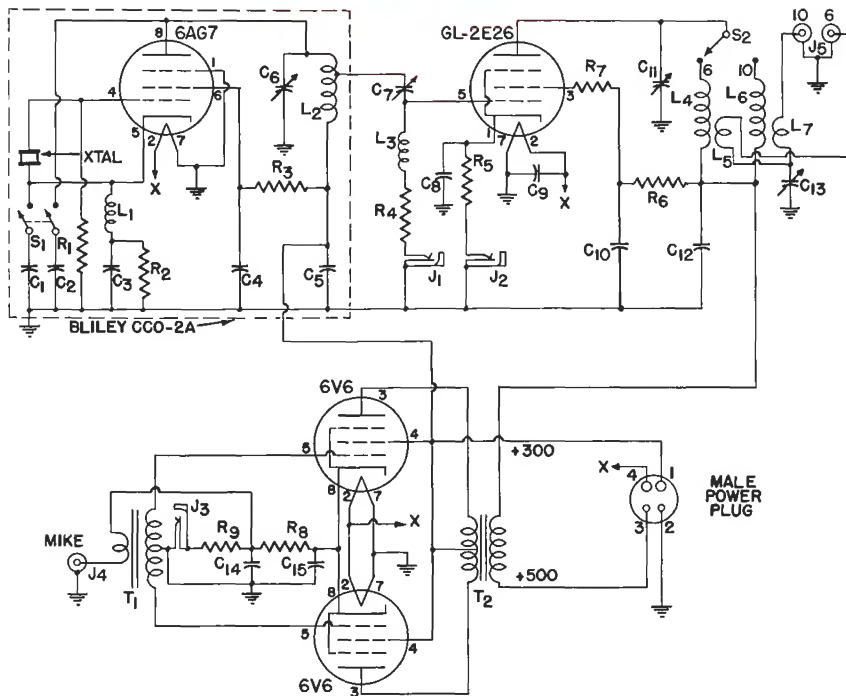 6AG7
8
1
6
4
5
2
7
X
XTAL
S1
R1
C1
C2
L1
C3
R2
C4
R3
C5
C6
L2
BLILEY CCO-2A
GL-2E26
C7
L3
R4
J1
5
1
7
2
3
C8
R5
J2
C9
X
R7
C10
R6
C11
C12
S2
6
10
L4
L5
L6
L7
C13
10
6
J5
6V6
3
4
5
8
2
7
X
MIKE
J4
T1
J3
R9
C14
R8
C15
8
2
7
5
4
3
6V6
T2
+300
+500
X
4
1
3
2
MALE
POWER
PLUG